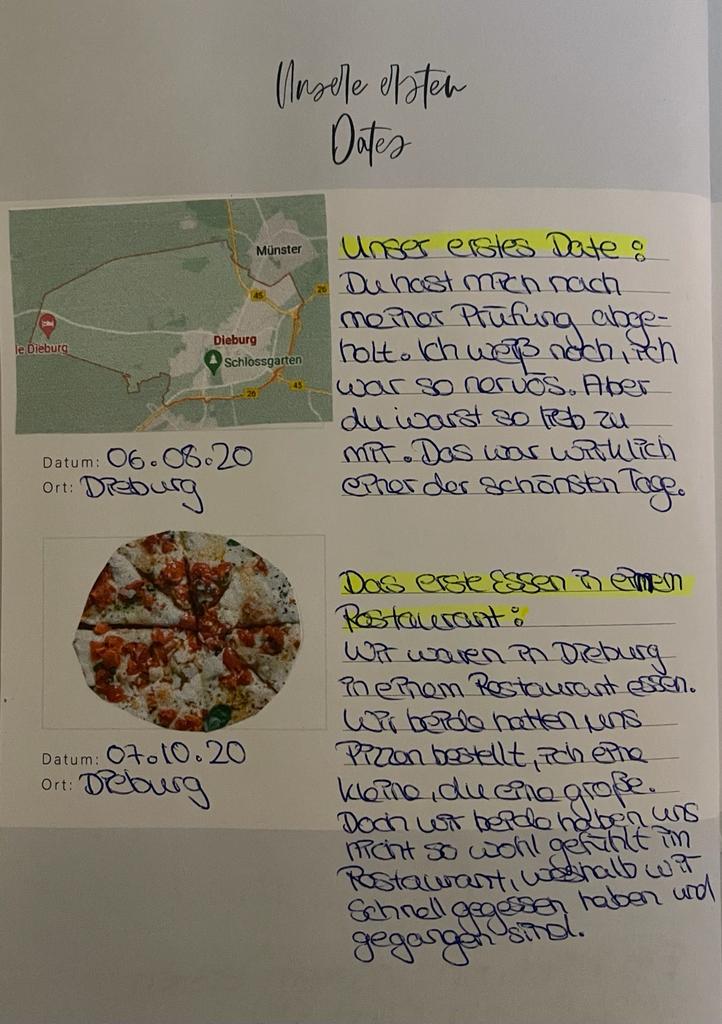 Unsere ersten
Dates
Münster
45
26
le Dieburg
Dieburg
Schlossgarten
45
26
Datum: 06.08.20
Ort: Dieburg
Unser erstes Date:
Du hast mich nach
meiner Prüfung abge-
holt. Ich weiß noch, ich
war so nervös. Aber
du warst so lieb zu
mir. Das war wirklich
einer der schönsten Tage.
Datum: 07.10.20
Ort: Dieburg
Das erste Essen in einem
Restaurant:
Wir waren in Dieburg
in einem Restaurant essen.
Wir beide hatten uns
Pizzen bestellt, ich eine
kleine, du eine große.
Doch wir beide haben uns
nicht so wohl gefühlt im
Restaurant, weshalb wir
schnell gegessen haben und
gegangen sind.